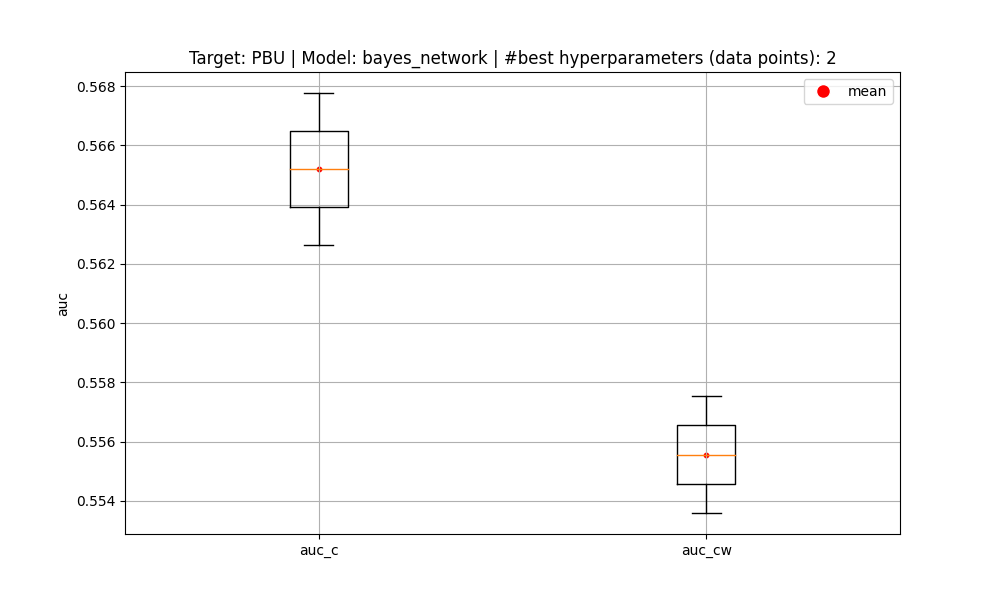 Target: PBU | Model: bayes_network | #best hyperparameters (data points): 2
mean
0.568
0.566
0.564
0.562
0.560
0.558
0.556
0.554
auc
auc_c
auc_cw